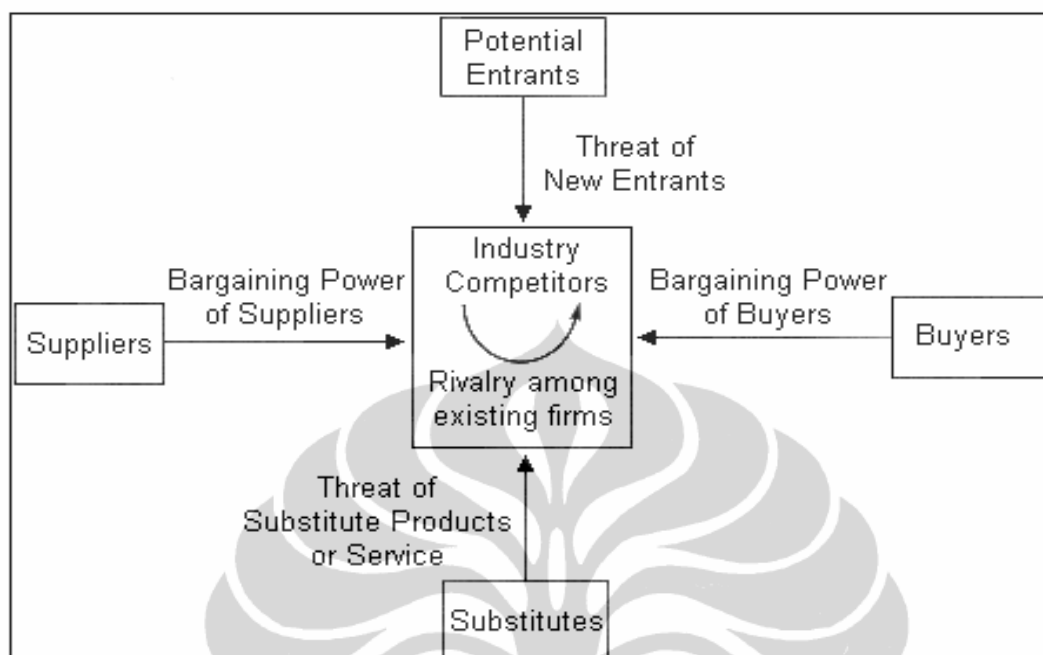 Potential
Entrants
Threat of
New Entrants
Industry
Competitors
Bargaining Power
of Suppliers
Bargaining Power
of Buyers
Suppliers
Buyers
Rivalry among
existing firms
Threat of
Substitute Products
or Service
Substitutes